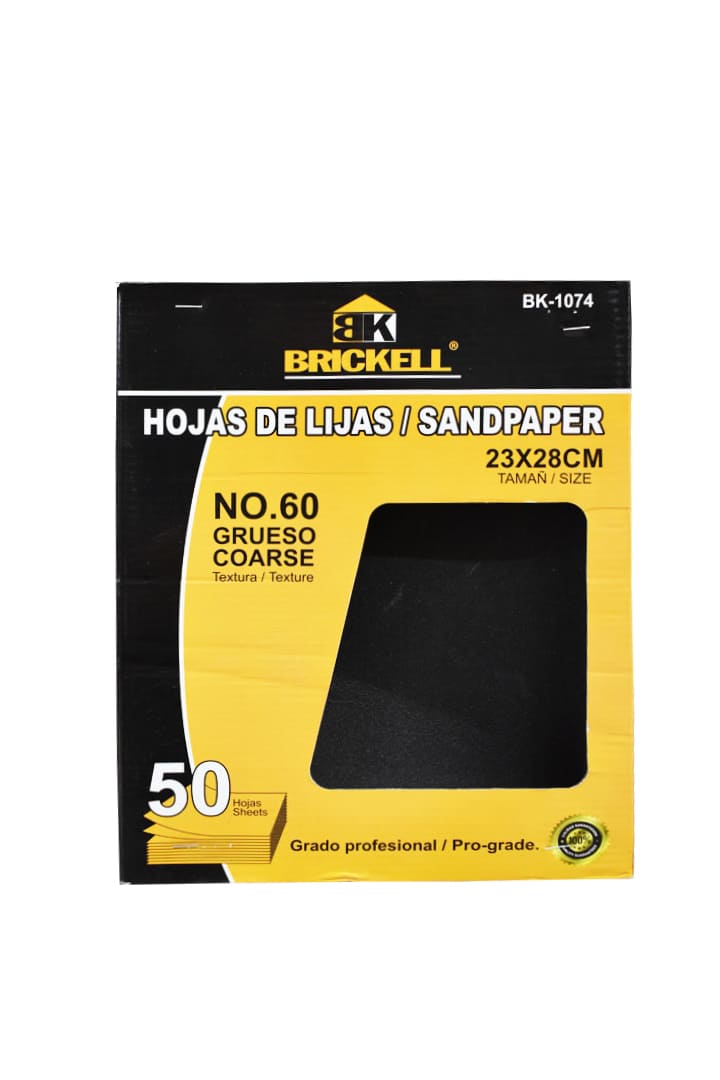 BK-1074
BK
BRICKELL®
HOJAS DE LIJAS / SANDPAPER
23X28CM
TAMAÑ / SIZE
NO.60
GRUESO
COARSE
Textura / Texture
50
Hojas
Sheets
Grado profesional / Pro-grade.
100%